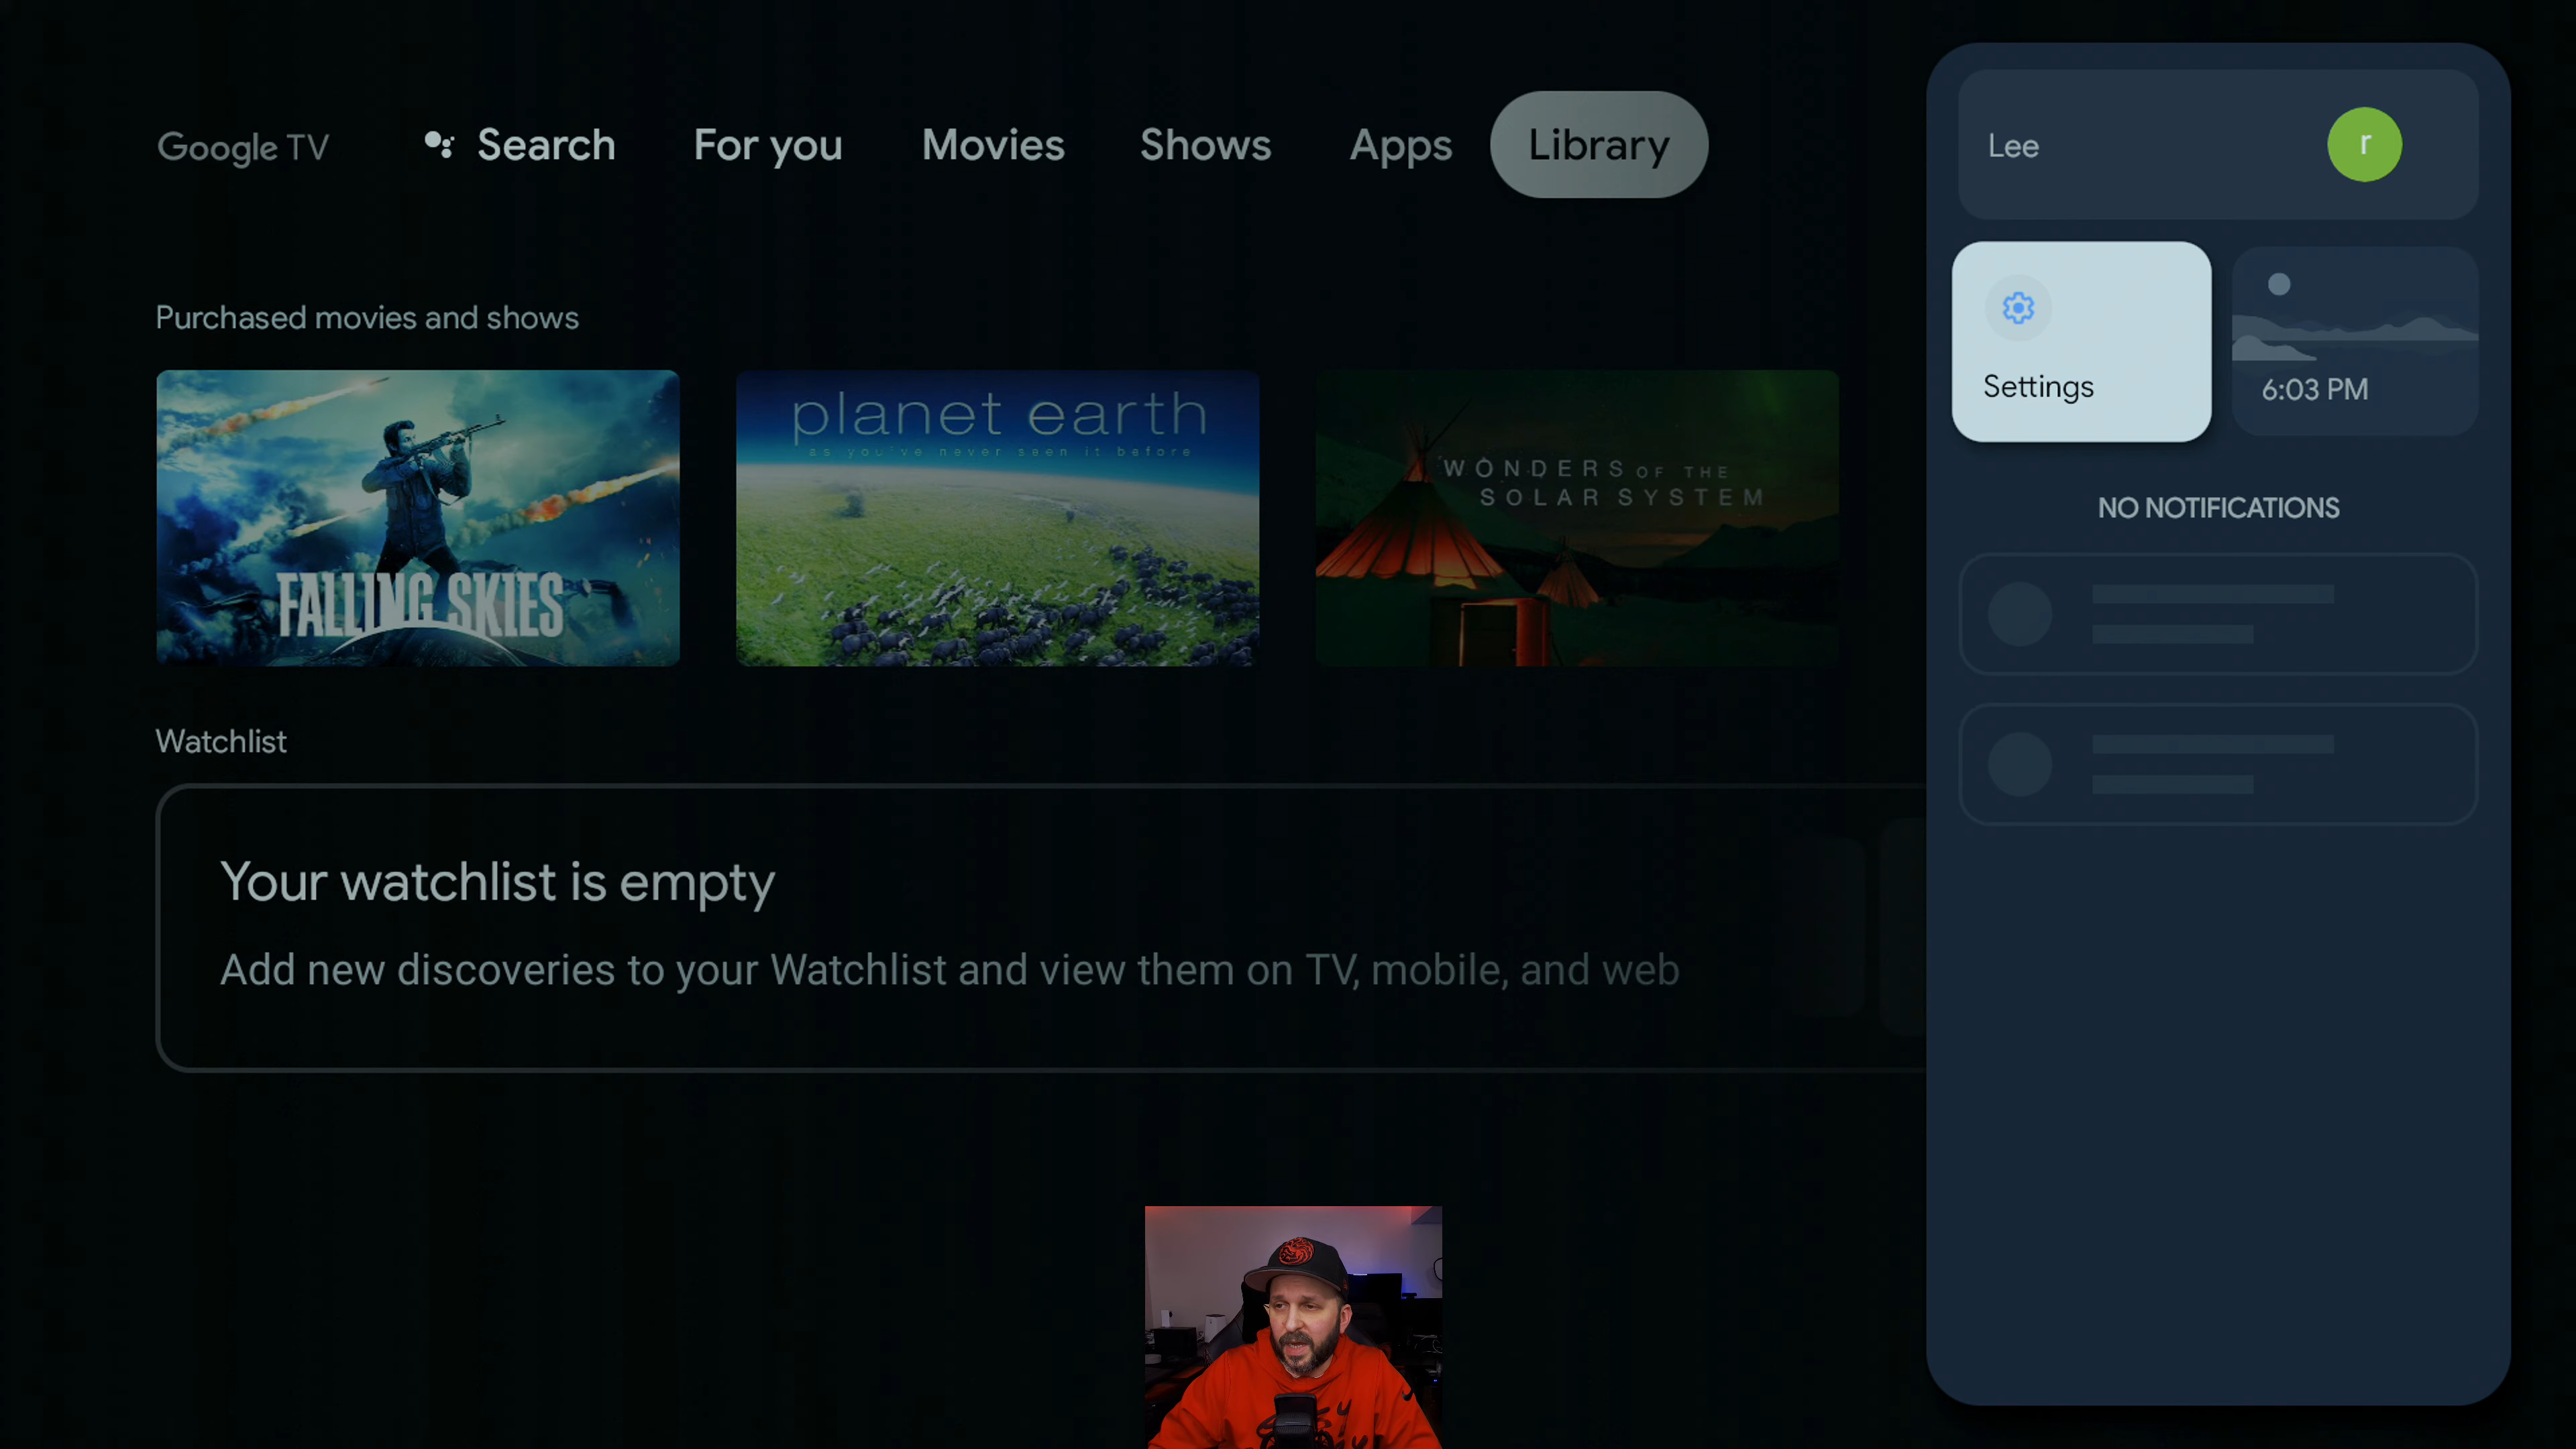 Google TV
Search
For you
Movies
Shows
Apps
Library
Lee
r
Settings
6:03 PM
NO NOTIFICATIONS
Purchased movies and shows
FALLING SKIES
planet earth
as you've never seen it before
WONDERS OF THE
SOLAR SYSTEM
Watchlist
Your watchlist is empty
Add new discoveries to your Watchlist and view them on TV, mobile, and web